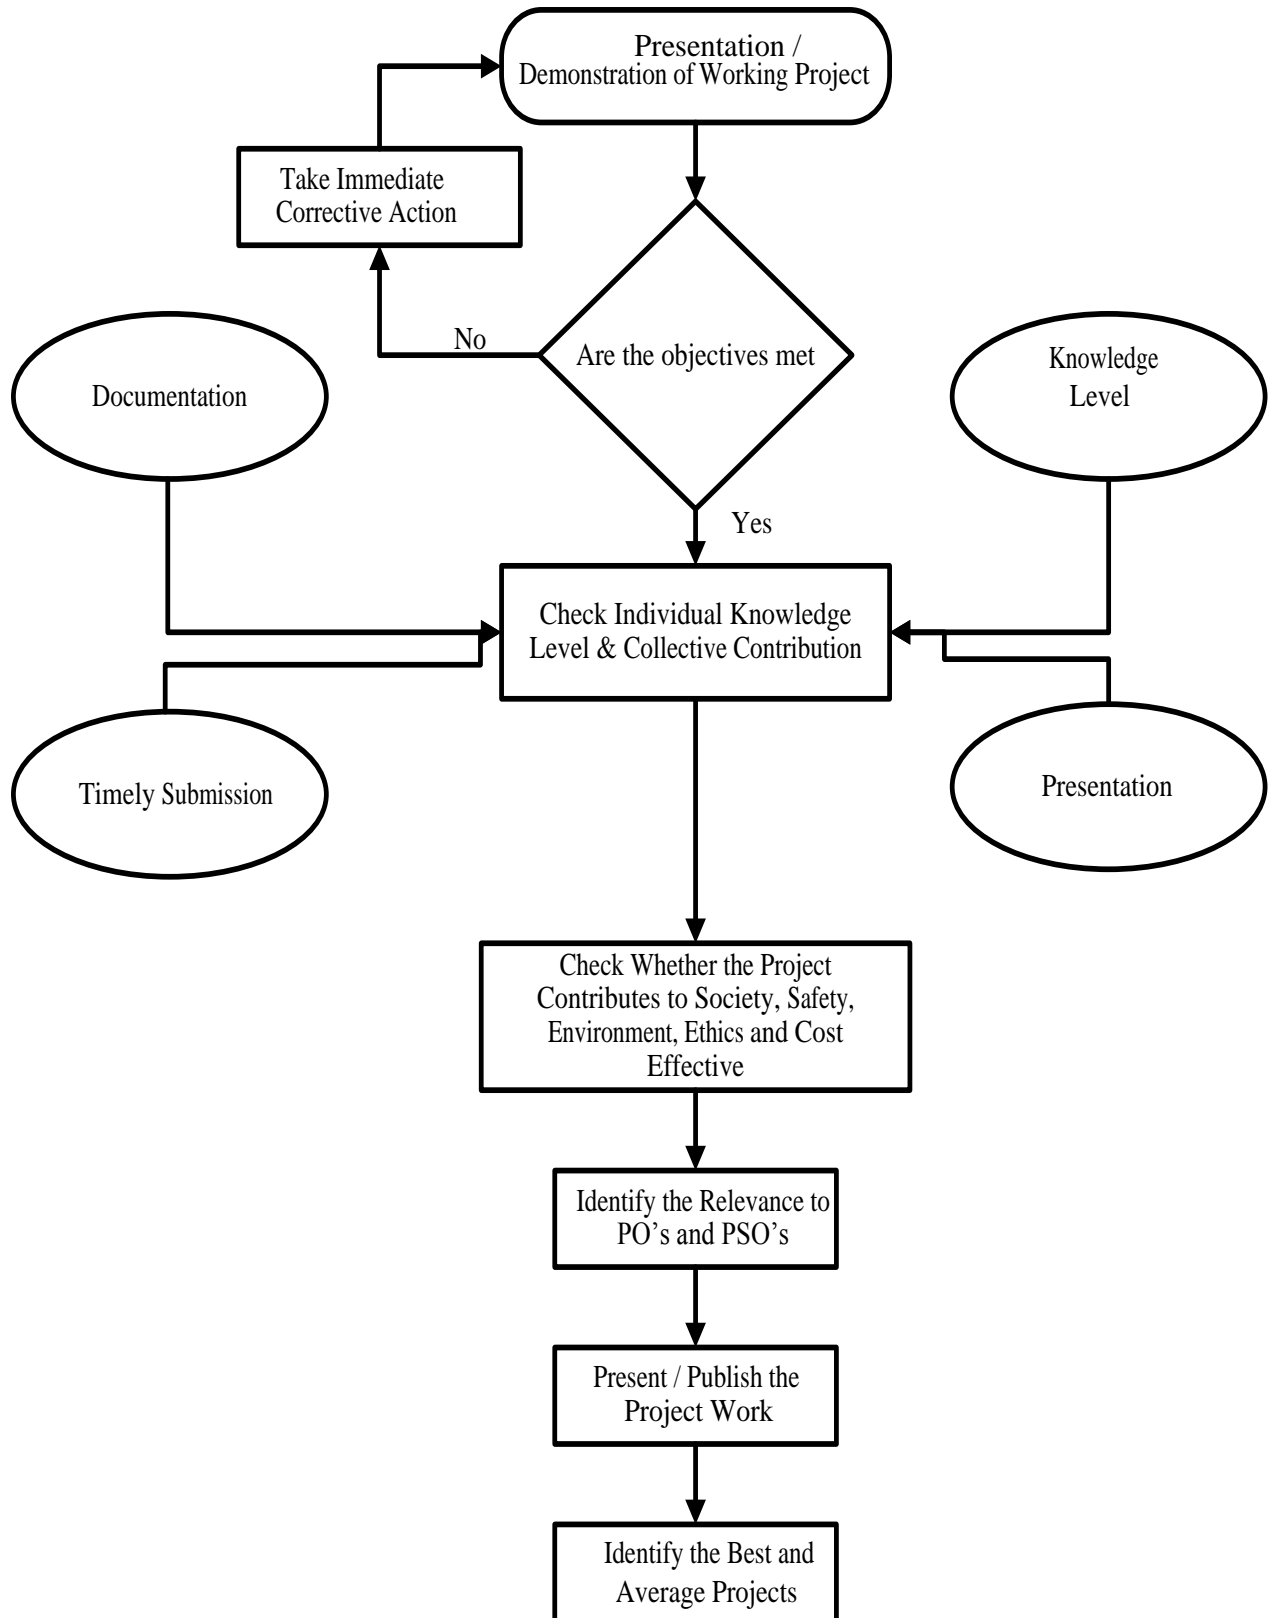 Presentation /
Demonstration of Working Project
Take Immediate
Corrective Action
No
Are the objectives met
Documentation
Knowledge
Level
Yes
Check Individual Knowledge
Level & Collective Contribution
Timely Submission
Presentation
Check Whether the Project
Contributes to Society, Safety,
Environment, Ethics and Cost
Effective
Identify the Relevance to
PO’s and PSO’s
Present / Publish the
Project Work
Identify the Best and
Average Projects